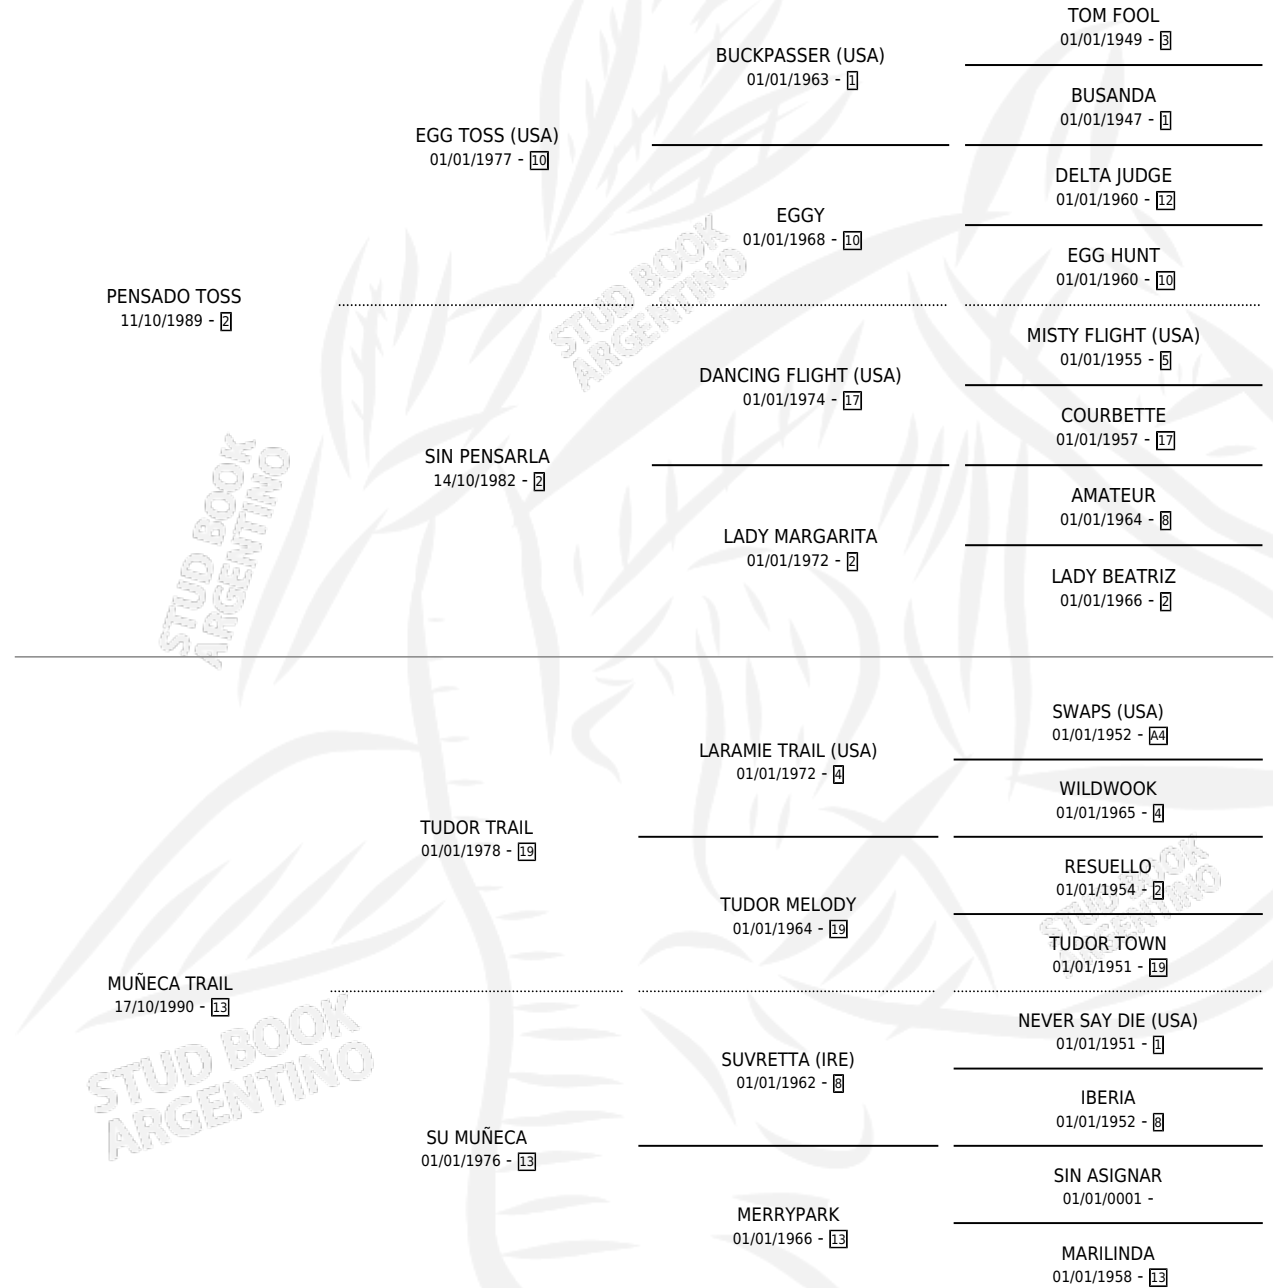 TOM FOOL
01/01/1949 - 3
BUCKPASSER (USA)
01/01/1963 - 1
BUSANDA
01/01/1947 - 1
EGG TOSS (USA)
01/01/1977 - 10
DELTA JUDGE
01/01/1960 - 12
EGGY
01/01/1968 - 10
EGG HUNT
01/01/1960 - 10
PENSADO TOSS
11/10/1989 - 2
MISTY FLIGHT (USA)
01/01/1955 - 5
DANCING FLIGHT (USA)
01/01/1974 - 17
COURBETTE
01/01/1957 - 17
SIN PENSARLA
14/10/1982 - 2
AMATEUR
01/01/1964 - 8
LADY MARGARITA
01/01/1972 - 2
LADY BEATRIZ
01/01/1966 - 2
STUD BOOK
ARGENTINO
STUD BOOK
ARGENTINO
SWAPS (USA)
01/01/1952 - A4
LARAMIE TRAIL (USA)
01/01/1972 - 4
WILDWOOK
01/01/1965 - 4
TUDOR TRAIL
01/01/1978 - 19
RESUELLO
01/01/1954 - 2
TUDOR MELODY
01/01/1964 - 19
TUDOR TOWN
01/01/1951 - 19
STUD BOOK
ARGENTINO
MUÑECA TRAIL
17/10/1990 - 13
NEVER SAY DIE (USA)
01/01/1951 - 1
SUVRETTA (IRE)
01/01/1962 - 8
IBERIA
01/01/1952 - 8
SU MUÑECA
01/01/1976 - 13
SIN ASIGNAR
01/01/0001 -
MERRYPARK
01/01/1966 - 13
MARILINDA
01/01/1958 - 13
STUD BOOK
ARGENTINO